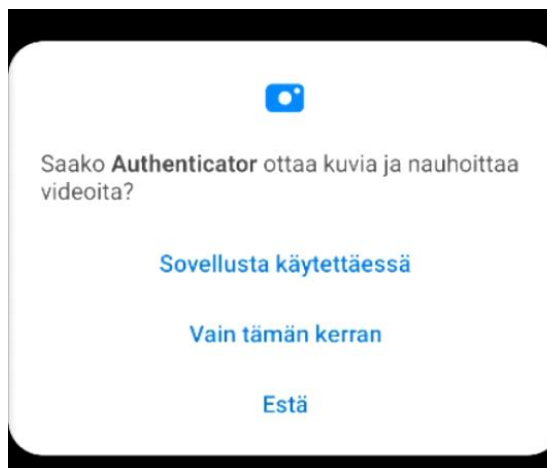 Saako Authenticator ottaa kuvia ja nauhoittaa
videoita?
Sovellusta käytettäessä
Vain tämän kerran
Estä